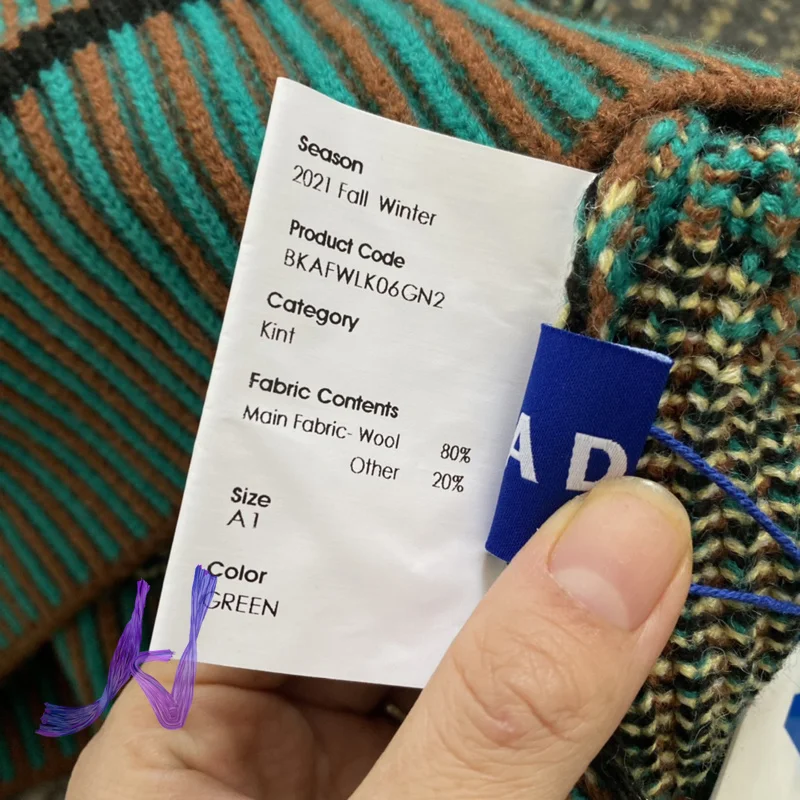 Season
2021 Fall Winter
Product Code
BKAFWLK06GN2
Category
Kint
Fabric Contents
Main Fabric- Wool 80%
Other 20%
Size
A1
Color
GREEN
A D